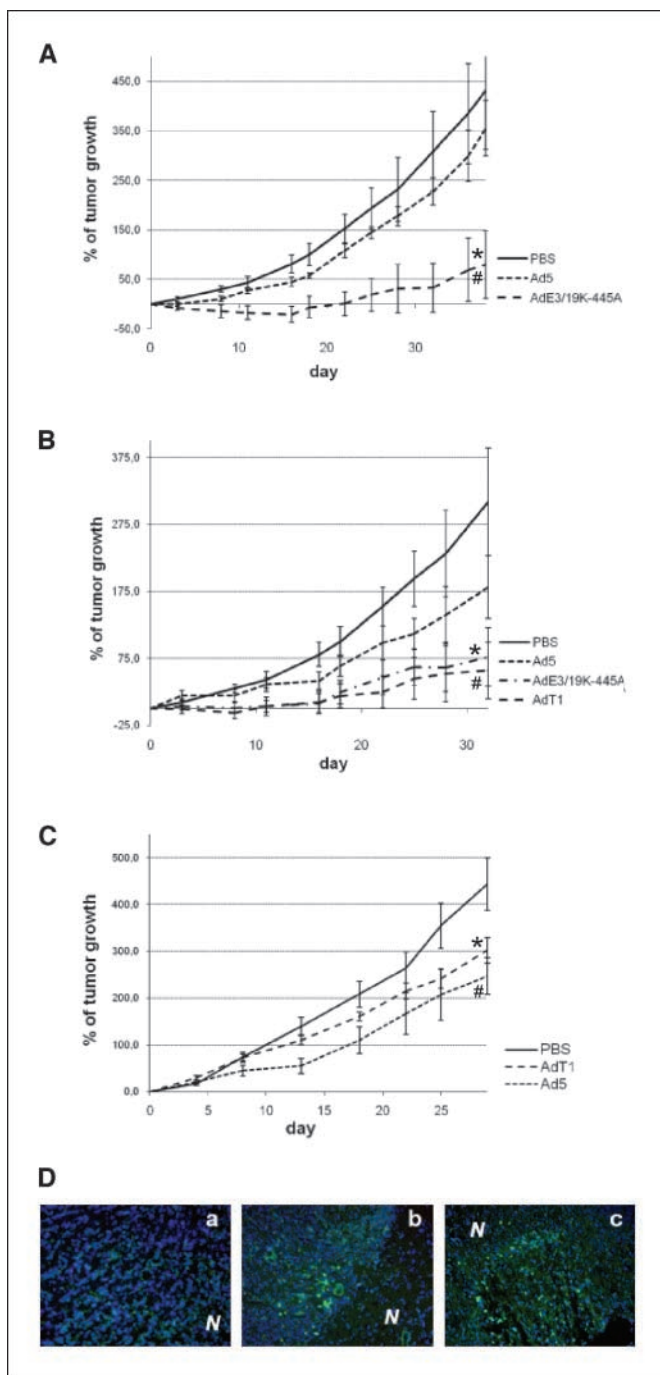 A
450,0
350,0
250,0
150,0
50,0
-50,0
% of tumor growth
0 10 20 30
day
*
#
PBS
Ad5
AdE3/19K-445A
B
375,0
275,0
175,0
75,0
-25,0
% of tumor growth
0 10 20 30
day
*
#
PBS
Ad5
AdE3/19K-445A
AdT1
C
500,0
400,0
300,0
200,0
100,0
0,0
% of tumor growth
0 5 10 15 20 25
day
*
#
PBS
AdT1
Ad5
D
a b c
N N N